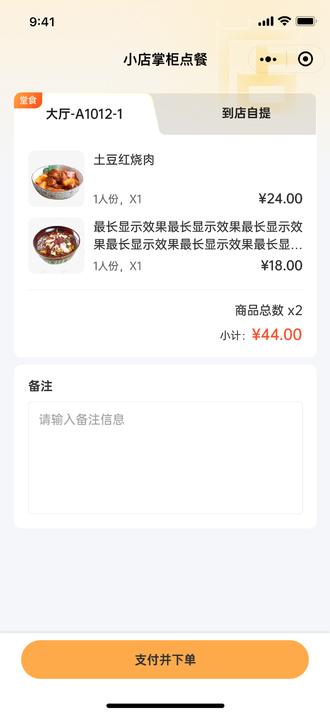 9:41
小店掌柜点餐
堂食
大厅-A1012-1
到店自提
土豆红烧肉
1人份，X1
¥24.00
最长显示效果最长显示效果最长显示效
果最长显示效果最长显示效果最长显...
1人份，X1
¥18.00
商品总数 x2
小计：¥44.00
备注
请输入备注信息
支付并下单